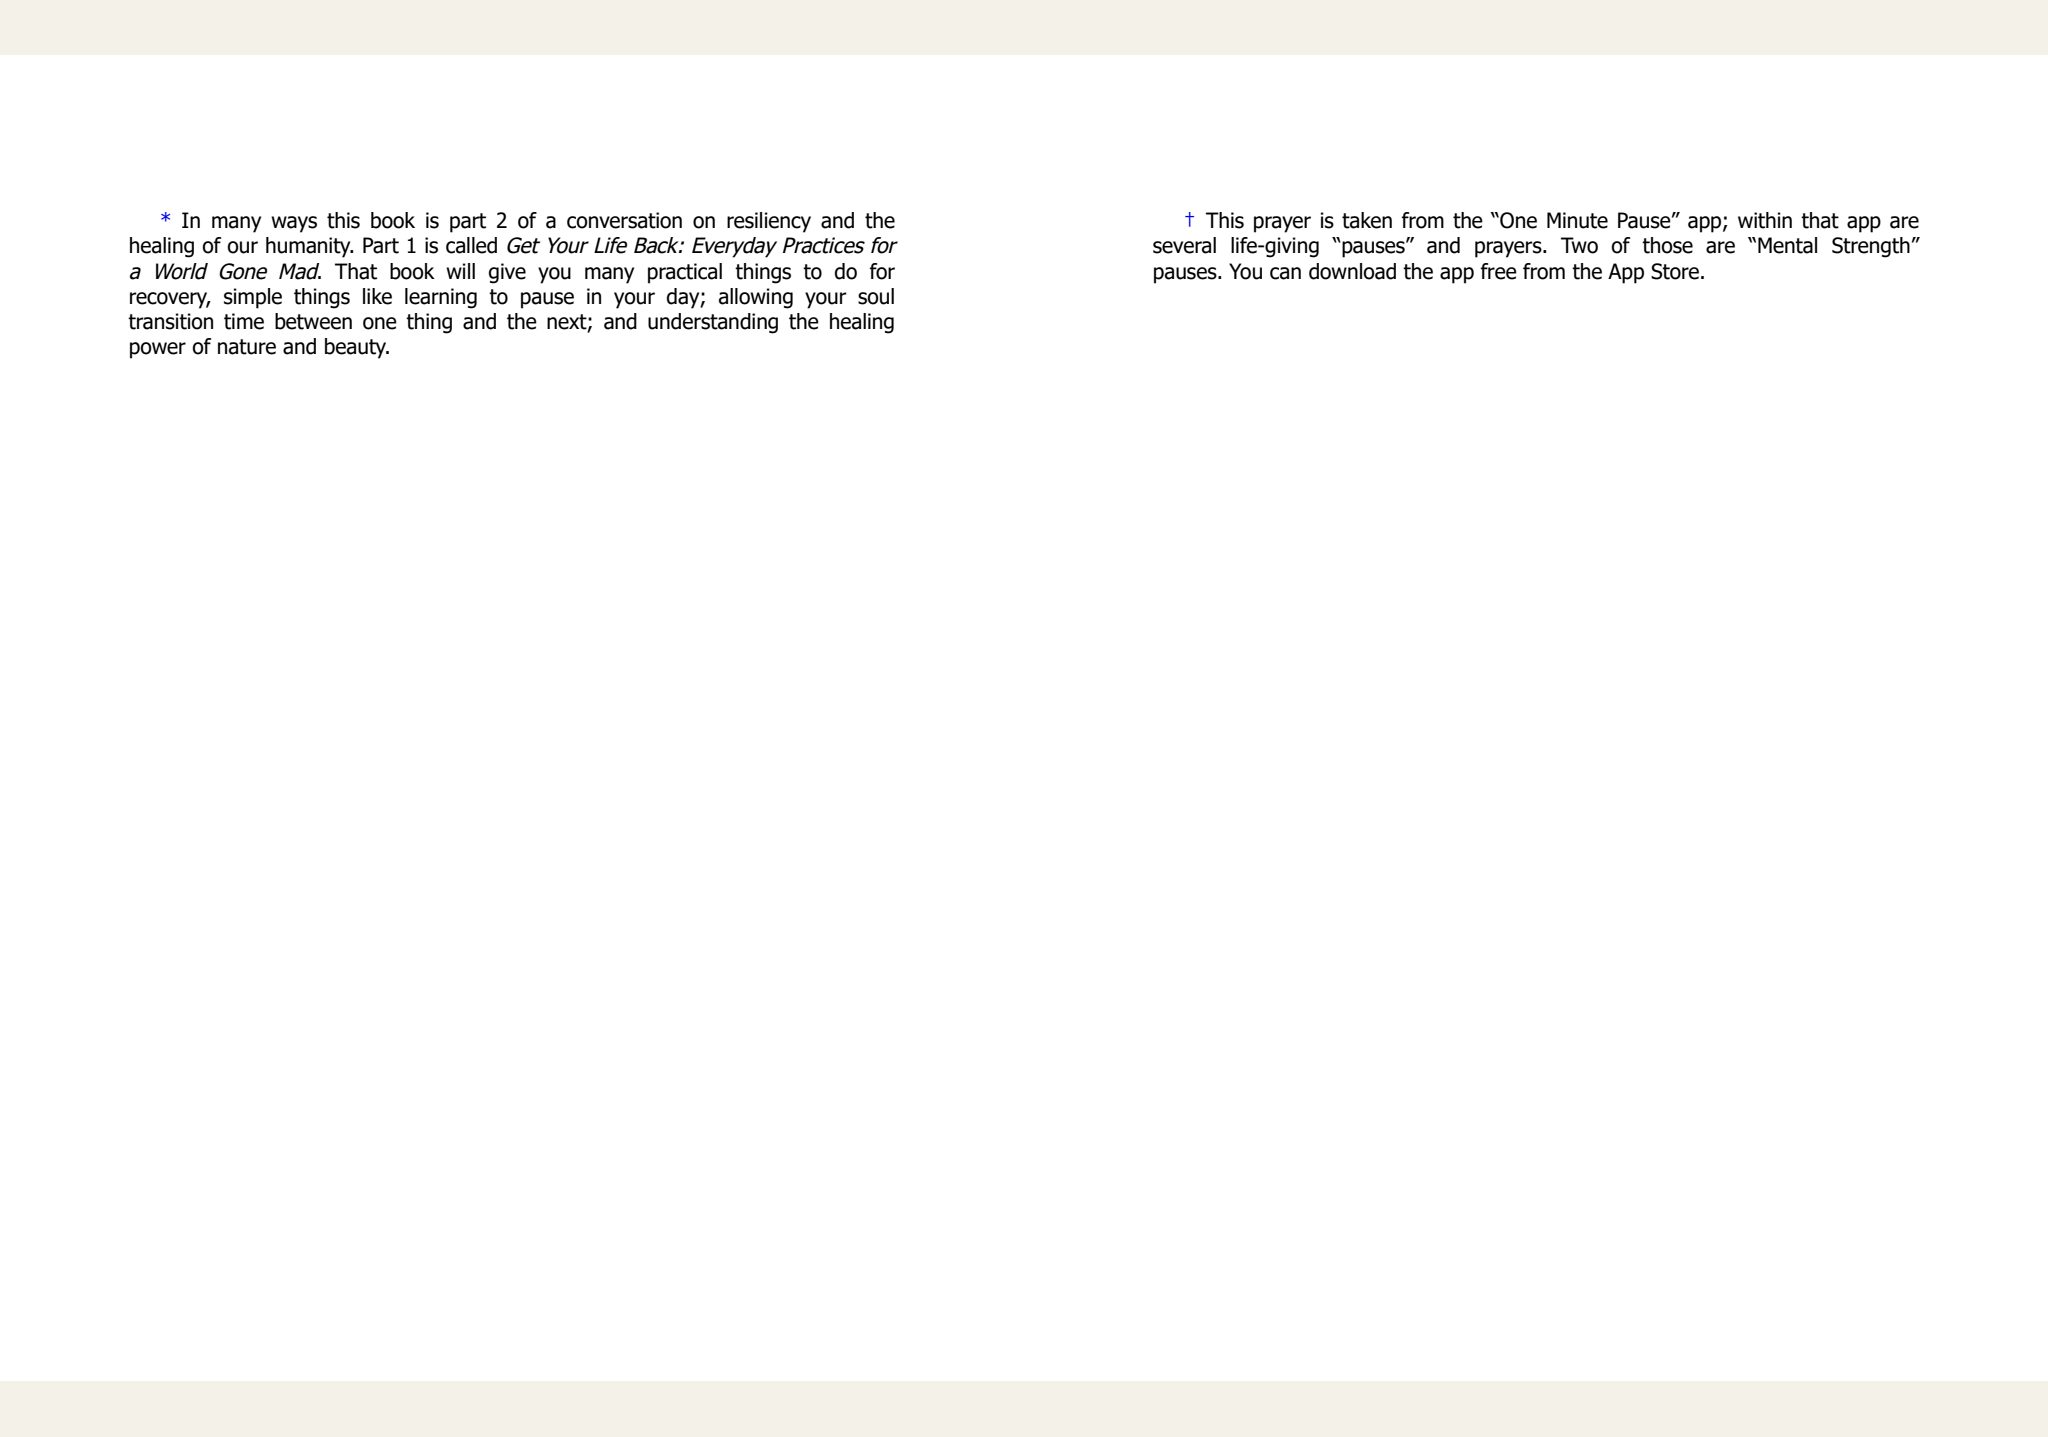 * In many ways this book is part 2 of a conversation on resiliency and the
healing of our humanity. Part 1 is called Get Your Life Back: Everyday Practices for
a World Gone Mad. That book will give you many practical things to do for
recovery, simple things like learning to pause in your day; allowing your soul
transition time between one thing and the next; and understanding the healing
power of nature and beauty.
† This prayer is taken from the “One Minute Pause” app; within that app are
several life-giving “pauses” and prayers. Two of those are “Mental Strength”
pauses. You can download the app free from the App Store.